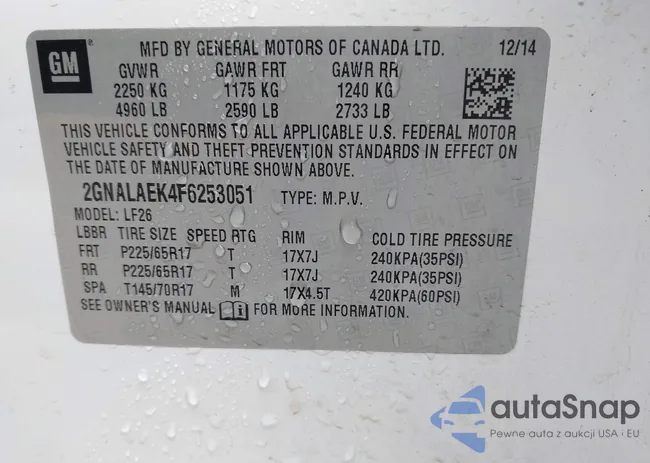 GM
MFD BY GENERAL MOTORS OF CANADA LTD. 12/14
GVWR GAWR FRT GAWR RR
2250 KG 1175 KG 1240 KG
4960 LB 2590 LB 2733 LB
THIS VEHICLE CONFORMS TO ALL APPLICABLE U.S. FEDERAL MOTOR
VEHICLE SAFETY AND THEFT PREVENTION STANDARDS IN EFFECT ON
THE DATE OF MANUFACTURE SHOWN ABOVE.
2GNALAEK4F6253051 TYPE: M.P.V.
MODEL: LF26
LBBR TIRE SIZE SPEED RTG RIM COLD TIRE PRESSURE
FRT P225/65R17 T 17X7J 240KPA(35PSI)
RR P225/65R17 T 17X7J 240KPA(35PSI)
SPA T145/70R17 M 17X4.5T 420KPA(60PSI)
SEE OWNER'S MANUAL FOR MORE INFORMATION.
autoSnap
Pewne auta z aukcji USA i EU